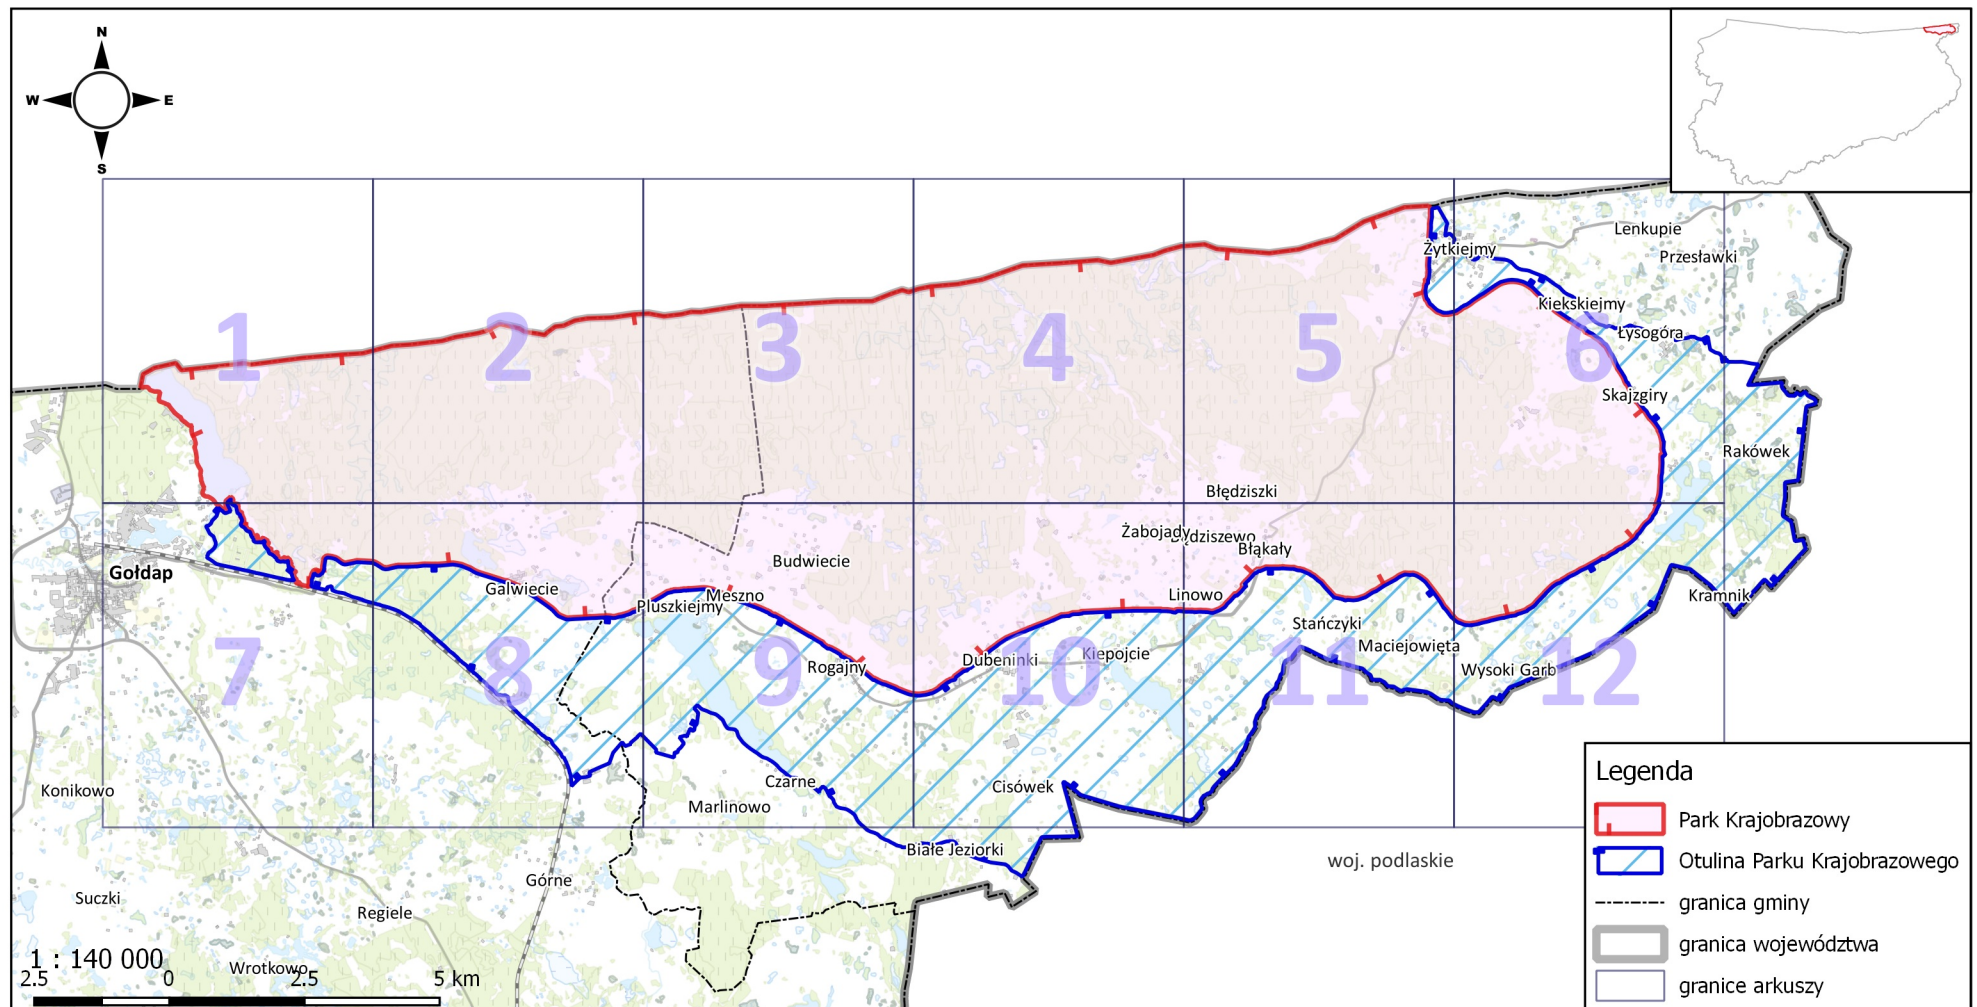 N
W
E
S
Lenkupie
Żytkiejmy
Przesławki
Kiekskiejmy
Łysogóra
1
2
3
4
5
6
Skajzgiry
Rakówek
Błędziszki
Żabojady
Błąkały
Budwiecie
Gołdap
Galwiecie
Pluszkiejmy
Meszno
Linowo
Kramnik
Stańczyki
Maciejowięta
Kiepojcie
Dubeninki
Rogajny
Wysoki Garb
7
8
9
10
11
12
Czarne
Cisówek
Konikowo
Marlinowo
Białe Jeziorki
woj. podlaskie
Górne
Suczki
Regiele
Wrotkowo
1 : 140 000
2.5
0
2.5
5 km
Legenda
Park Krajobrazowy
Otulina Parku Krajobrazowego
granica gminy
granica województwa
granice arkuszy